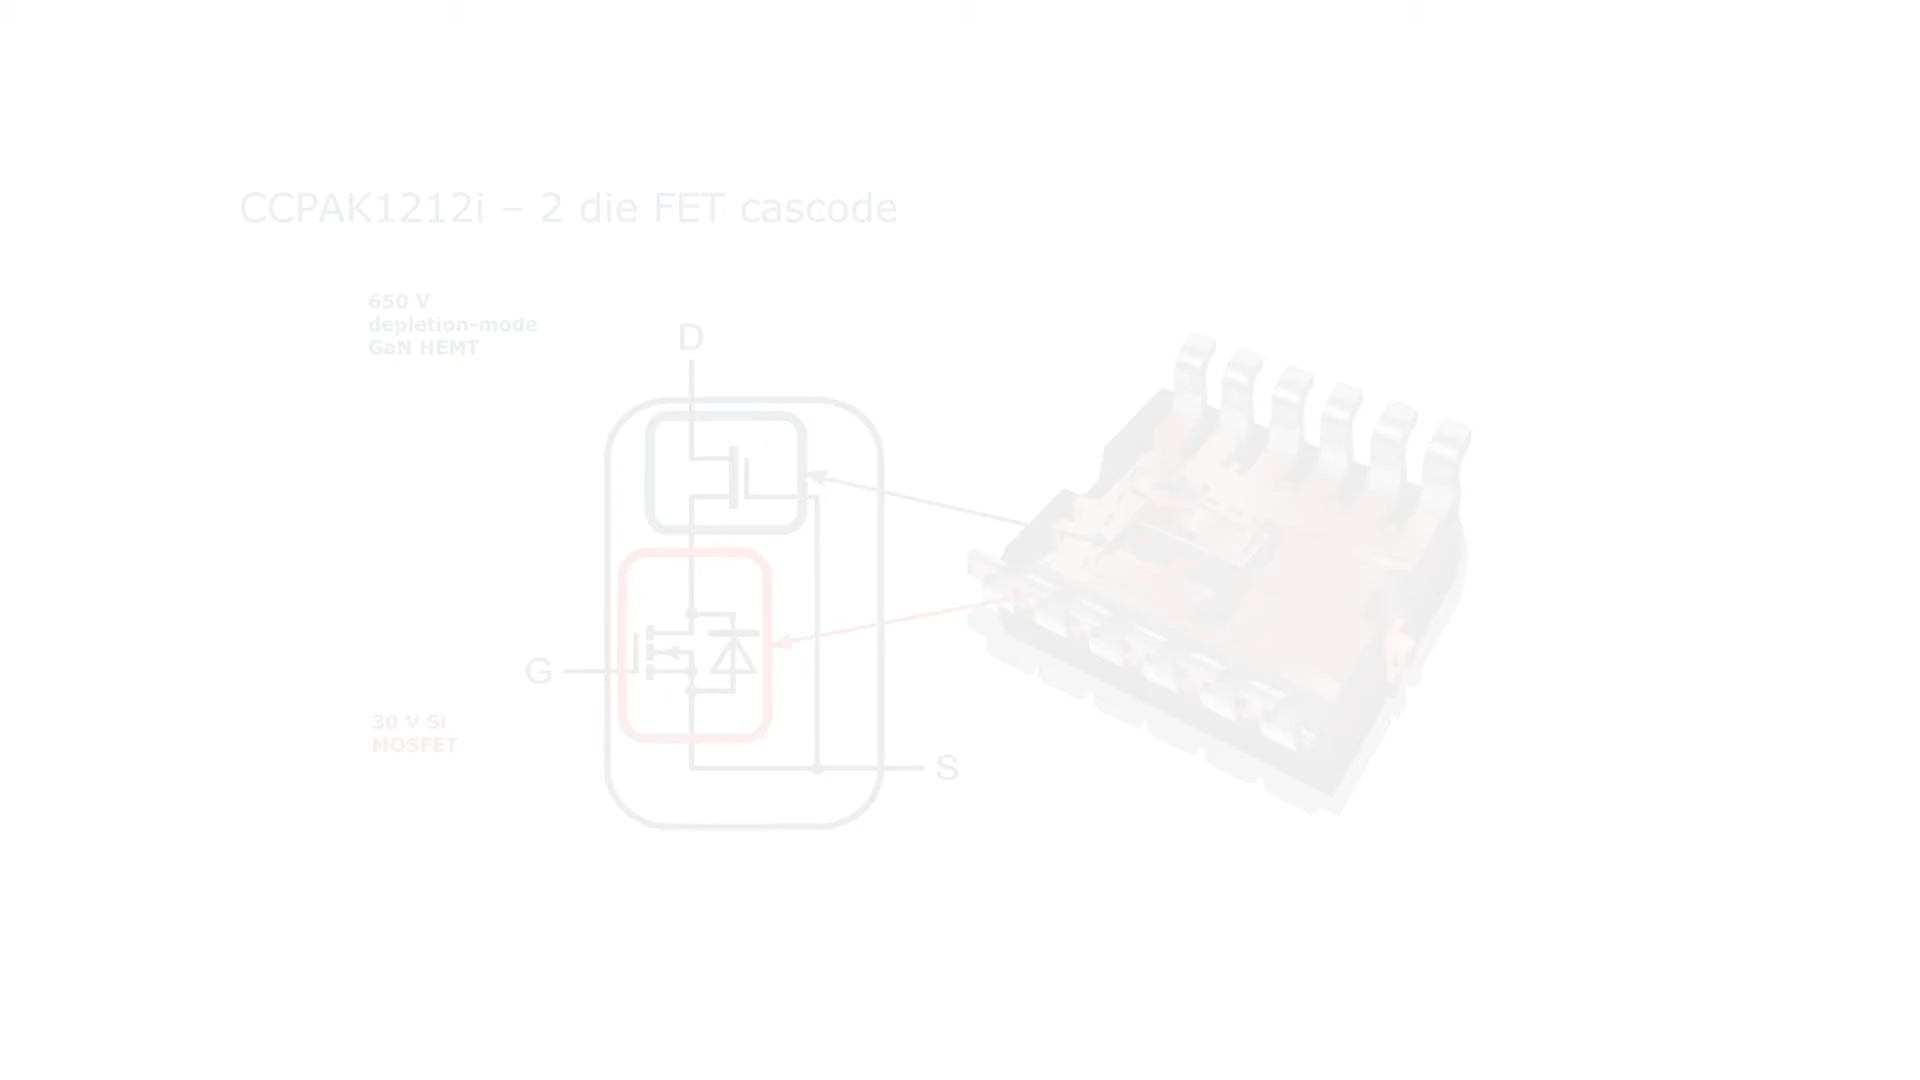 CCPAK1212i – 2 die FET cascode
650 V
depletion-mode
GaN HEMT
D
G
30 V Si
MOSFET
S